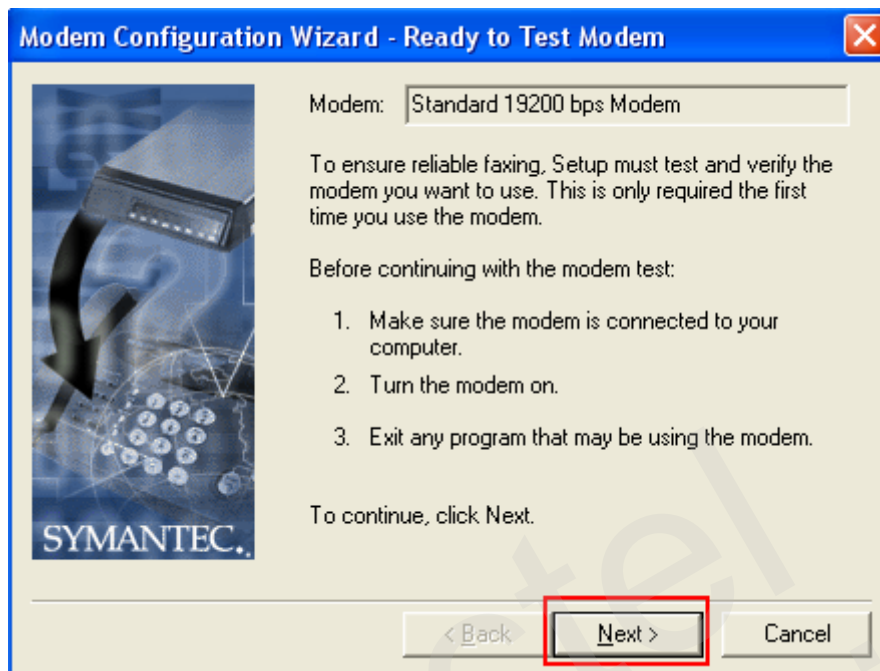 Modem Configuration Wizard - Ready to Test Modem
Modem: Standard 19200 bps Modem
To ensure reliable faxing, Setup must test and verify the
modem you want to use. This is only required the first
time you use the modem.
Before continuing with the modem test:
1. Make sure the modem is connected to your
computer.
2. Turn the modem on.
3. Exit any program that may be using the modem.
To continue, click Next.
SYMANTEC.
< Back Next > Cancel